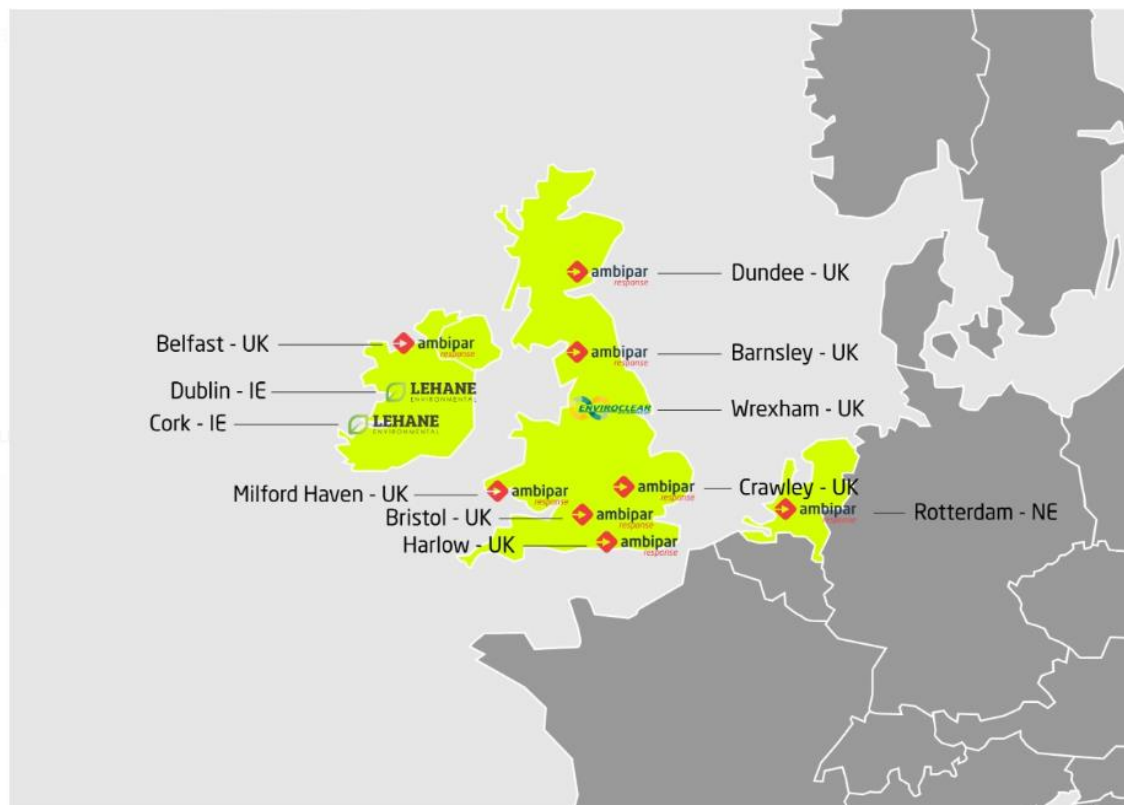 ambipar
response
Dundee - UK
Belfast - UK
ambipar
response
ambipar
response
Barnsley - UK
Dublin - IE
LEHANE
ENVIRONMENTAL
ENVIROCLEAR
Wrexham - UK
Cork - IE
LEHANE
ENVIRONMENTAL
Milford Haven - UK
ambipar
response
ambipar
response
Crawley - UK
Bristol - UK
ambipar
response
ambipar
response
Rotterdam - NE
Harlow - UK
ambipar
response